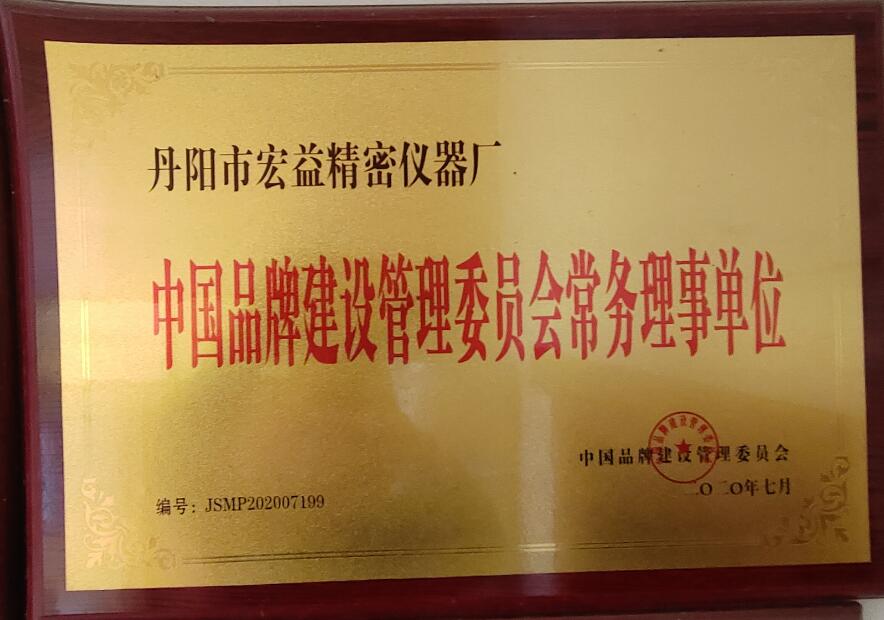 丹阳市宏益精密仪器厂
中国品牌建设管理委员会常务理事单位
中国品牌建设管理委员会
二〇二〇年七月
编号：JSMP202007199